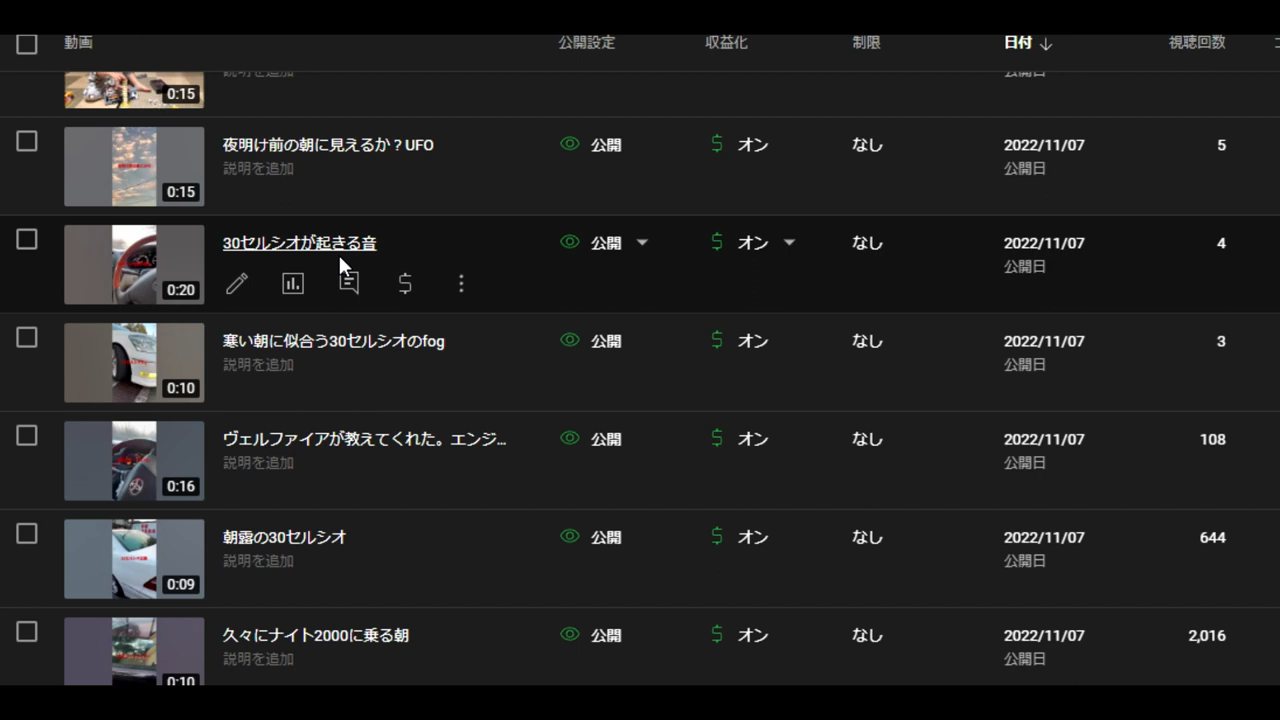 動画 公開設定 収益化 制限 日付 ↓ 視聴回数
説明を追加 公開日
0:15
夜明け前の朝に見えるか？UFO 公開 オン なし 2022/11/07 5
説明を追加 公開日
0:15
30セルシオが起きる音 公開 オン なし 2022/11/07 4
公開日
0:20
寒い朝に似合う30セルシオのfog 公開 オン なし 2022/11/07 3
説明を追加 公開日
0:10
ヴェルファイアが教えてくれた。エンジ… 公開 オン なし 2022/11/07 108
説明を追加 公開日
0:16
朝露の30セルシオ 公開 オン なし 2022/11/07 644
説明を追加 公開日
0:09
久々にナイト2000に乗る朝 公開 オン なし 2022/11/07 2,016
説明を追加 公開日
0:10